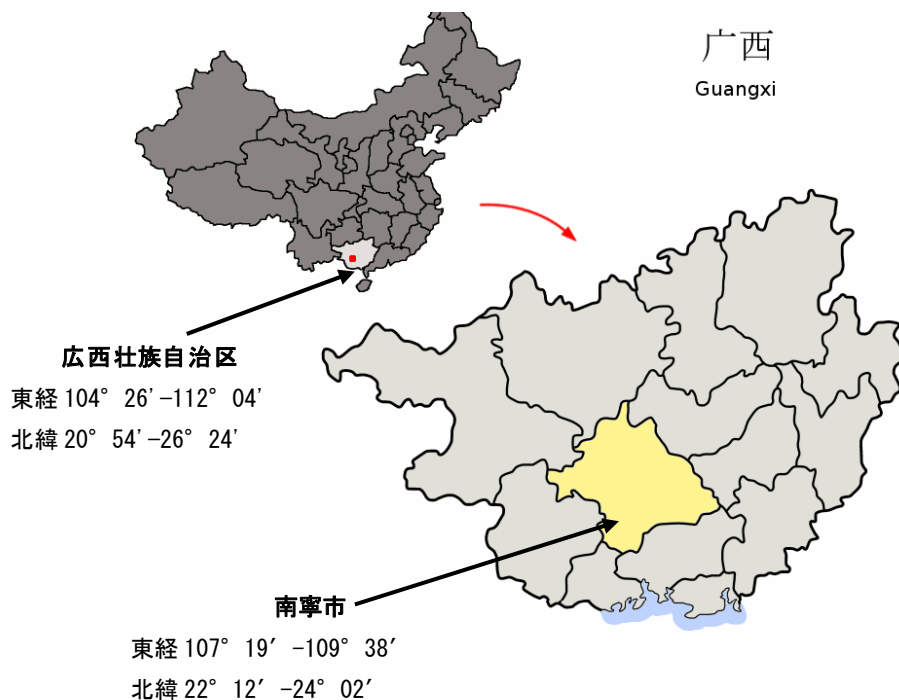 广西
Guangxi
広西壮族自治区
東経 104° 26′-112° 04′
北緯 20° 54′-26° 24′
南寧市
東経 107° 19′ -109° 38′
北緯 22° 12′ -24° 02′